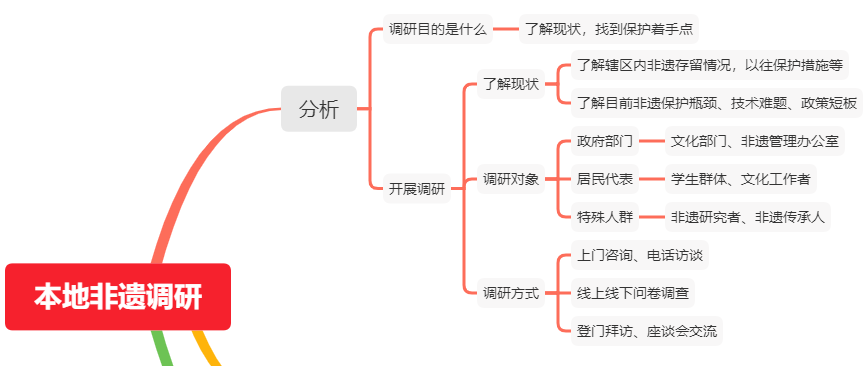 调研目的是什么
了解现状，找到保护着手点
了解辖区内非遗存留情况，以往保护措施等
了解现状
分析
了解目前非遗保护瓶颈、技术难题、政策短板
政府部门
文化部门、非遗管理办公室
开展调研
调研对象
居民代表
学生群体、文化工作者
特殊人群
非遗研究者、非遗传承人
上门咨询、电话访谈
本地非遗调研
调研方式
线上线下问卷调查
登门拜访、座谈会交流